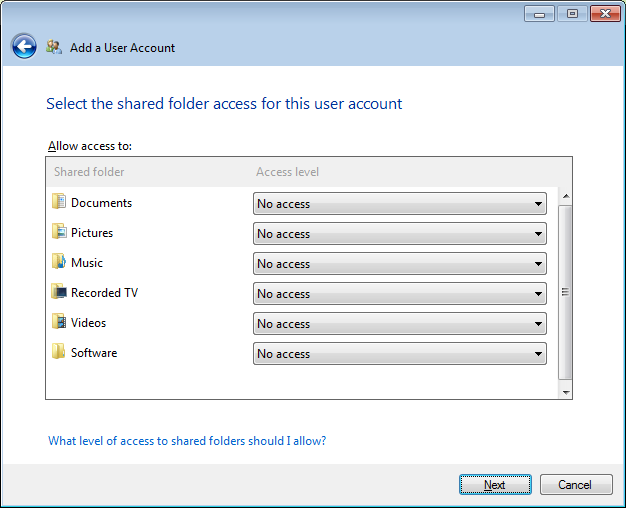 Add a User Account
Select the shared folder access for this user account
Allow access to:
Shared folder Access level
Documents No access
Pictures No access
Music No access
Recorded TV No access
Videos No access
Software No access
What level of access to shared folders should I allow?
Next Cancel